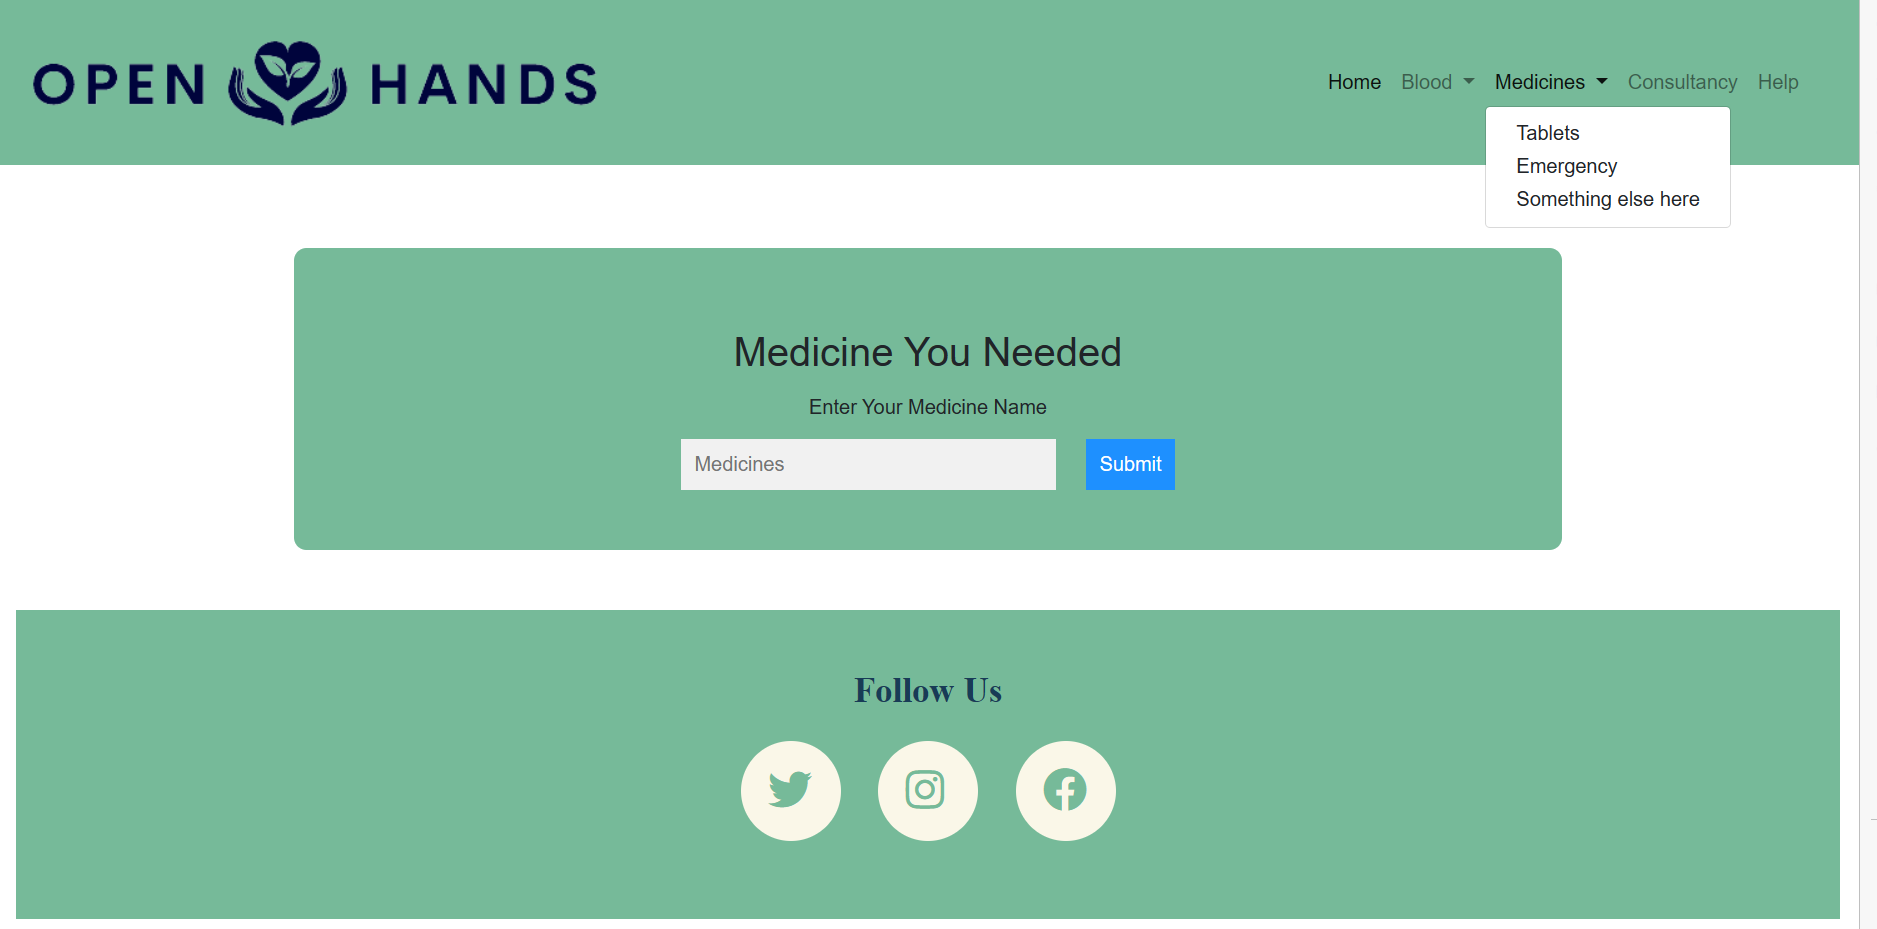 OPEN HANDS
Home Blood Medicines Consultancy Help
Tablets
Emergency
Something else here
Medicine You Needed
Enter Your Medicine Name
Medicines Submit
Follow Us